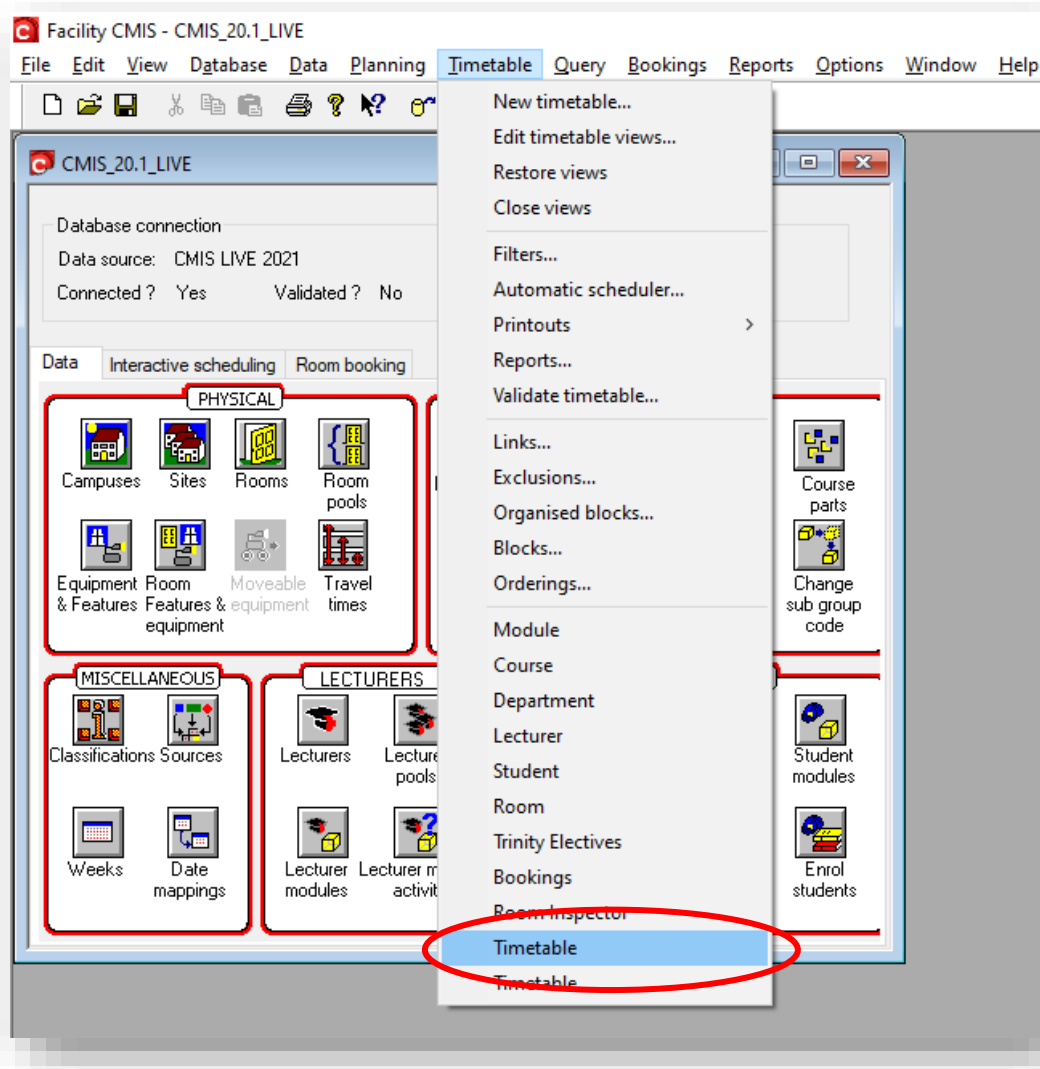 Facility CMIS - CMIS_20.1_LIVE
File Edit View Database Data Planning Timetable Query Bookings Reports Options Window Help
CMIS_20.1_LIVE
Database connection
Data source: CMIS LIVE 2021
Connected ? Yes Validated ? No
Data Interactive scheduling Room booking
PHYSICAL
Campuses Sites Rooms Room
pools
Equipment
& Features
Room
Features &
equipment
Moveable
equipment
Travel
times
MISCELLANEOUS
Classifications Sources
Weeks Date
mappings
LECTURERS
Lecturers
pools
Lecturer
modules
Lecturer
New timetable...
Edit timetable views...
Restore views
Close views
Filters...
Automatic scheduler...
Printouts
Reports...
Validate timetable...
Links...
Exclusions...
Organised blocks...
Blocks...
Orderings...
Module
Course
Department
Lecturer
Student
Room
Trinity Electives
Bookings
Room Inspector
Timetable
Timetable
Course
parts
Change
sub group
code
Student
modules
Enrol
students